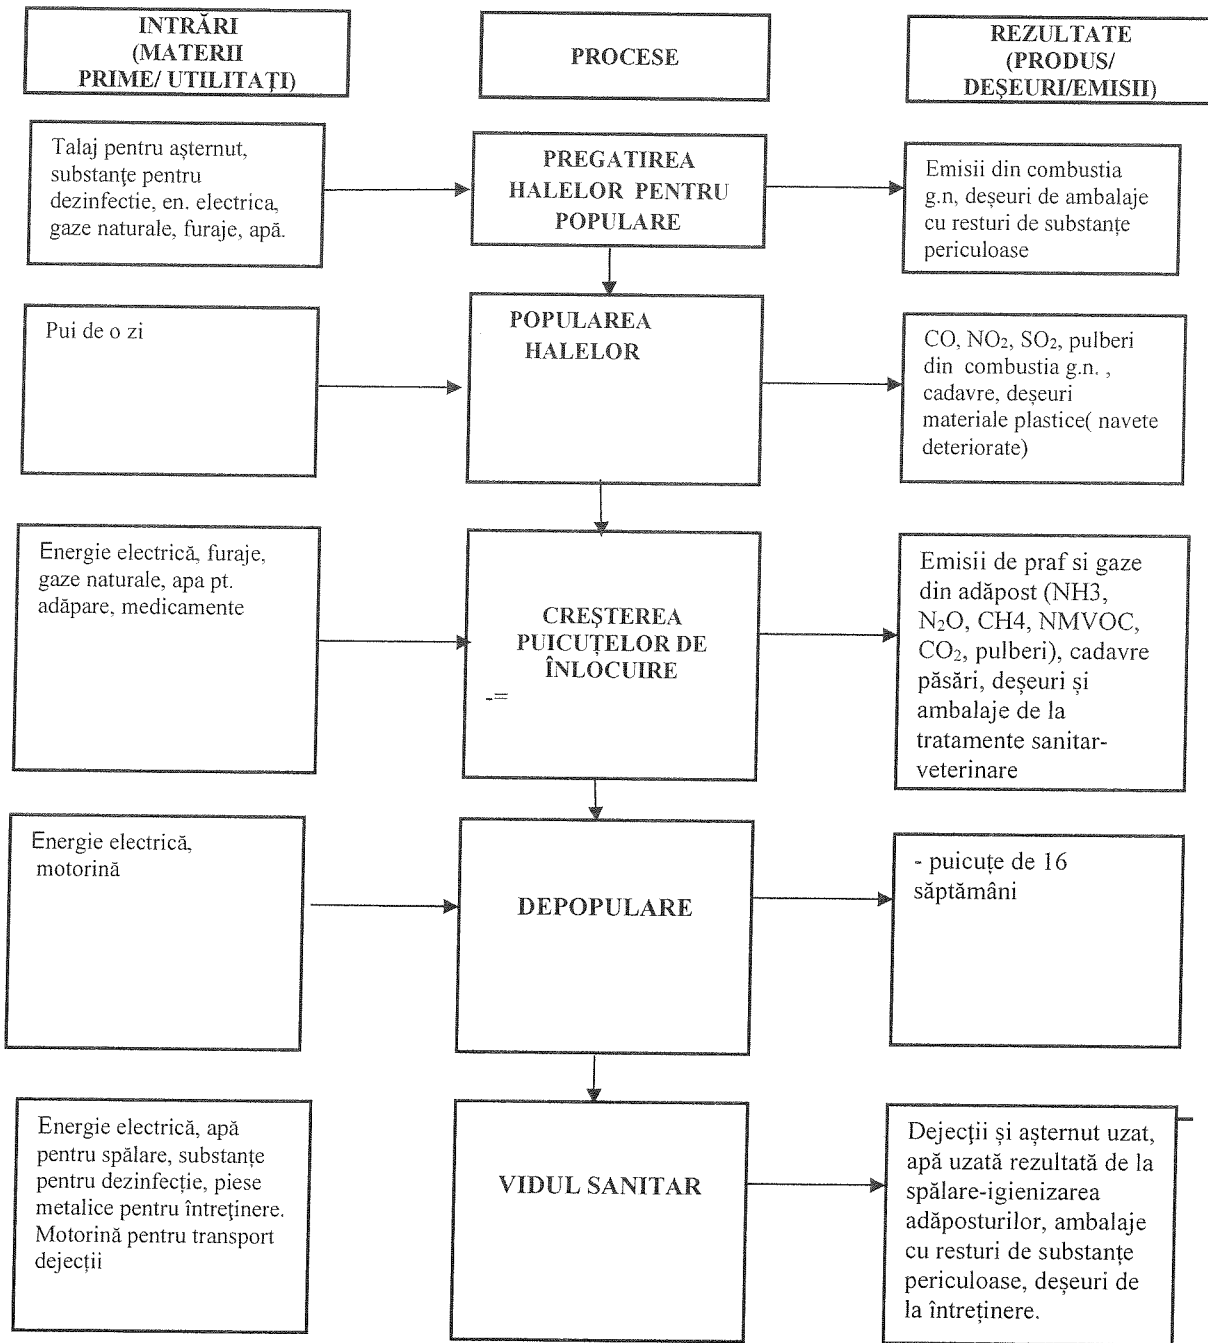 INTRĂRI
(MATERII
PRIME/ UTILITAȚI)
PROCESE
REZULTATE
(PRODUS/
DEȘEURI/EMISII)
Talaj pentru așternut,
substanţe pentru
dezinfectie, en. electrica,
gaze naturale, furaje, apă.
PREGATIREA
HALELOR PENTRU
POPULARE
Emisii din combustia
g.n, deșeuri de ambalaje
cu resturi de substanțe
periculoase
Pui de o zi
POPULAREA
HALELOR
CO, NO₂, SO₂, pulberi
din combustia g.n. ,
cadavre, deșeuri
materiale plastice( navete
deteriorate)
Energie electrică, furaje,
gaze naturale, apa pt.
adăpare, medicamente
CREȘTEREA
PUICUȚELOR DE
ÎNLOCUIRE
-=
Emisii de praf si gaze
din adăpost (NH3,
N₂O, CH4, NMVOC,
CO₂, pulberi), cadavre
păsări, deșeuri și
ambalaje de la
tratamente sanitar-
veterinare
Energie electrică,
motorină
DEPOPULARE
- puicuțe de 16
săptămâni
Energie electrică, apă
pentru spălare, substanțe
pentru dezinfecție, piese
metalice pentru întreţinere.
Motorină pentru transport
dejecții
VIDUL SANITAR
Dejecții și așternut uzat,
apă uzată rezultată de la
spălare-igienizarea
adăposturilor, ambalaje
cu resturi de substanțe
periculoase, deșeuri de
la întreținere.